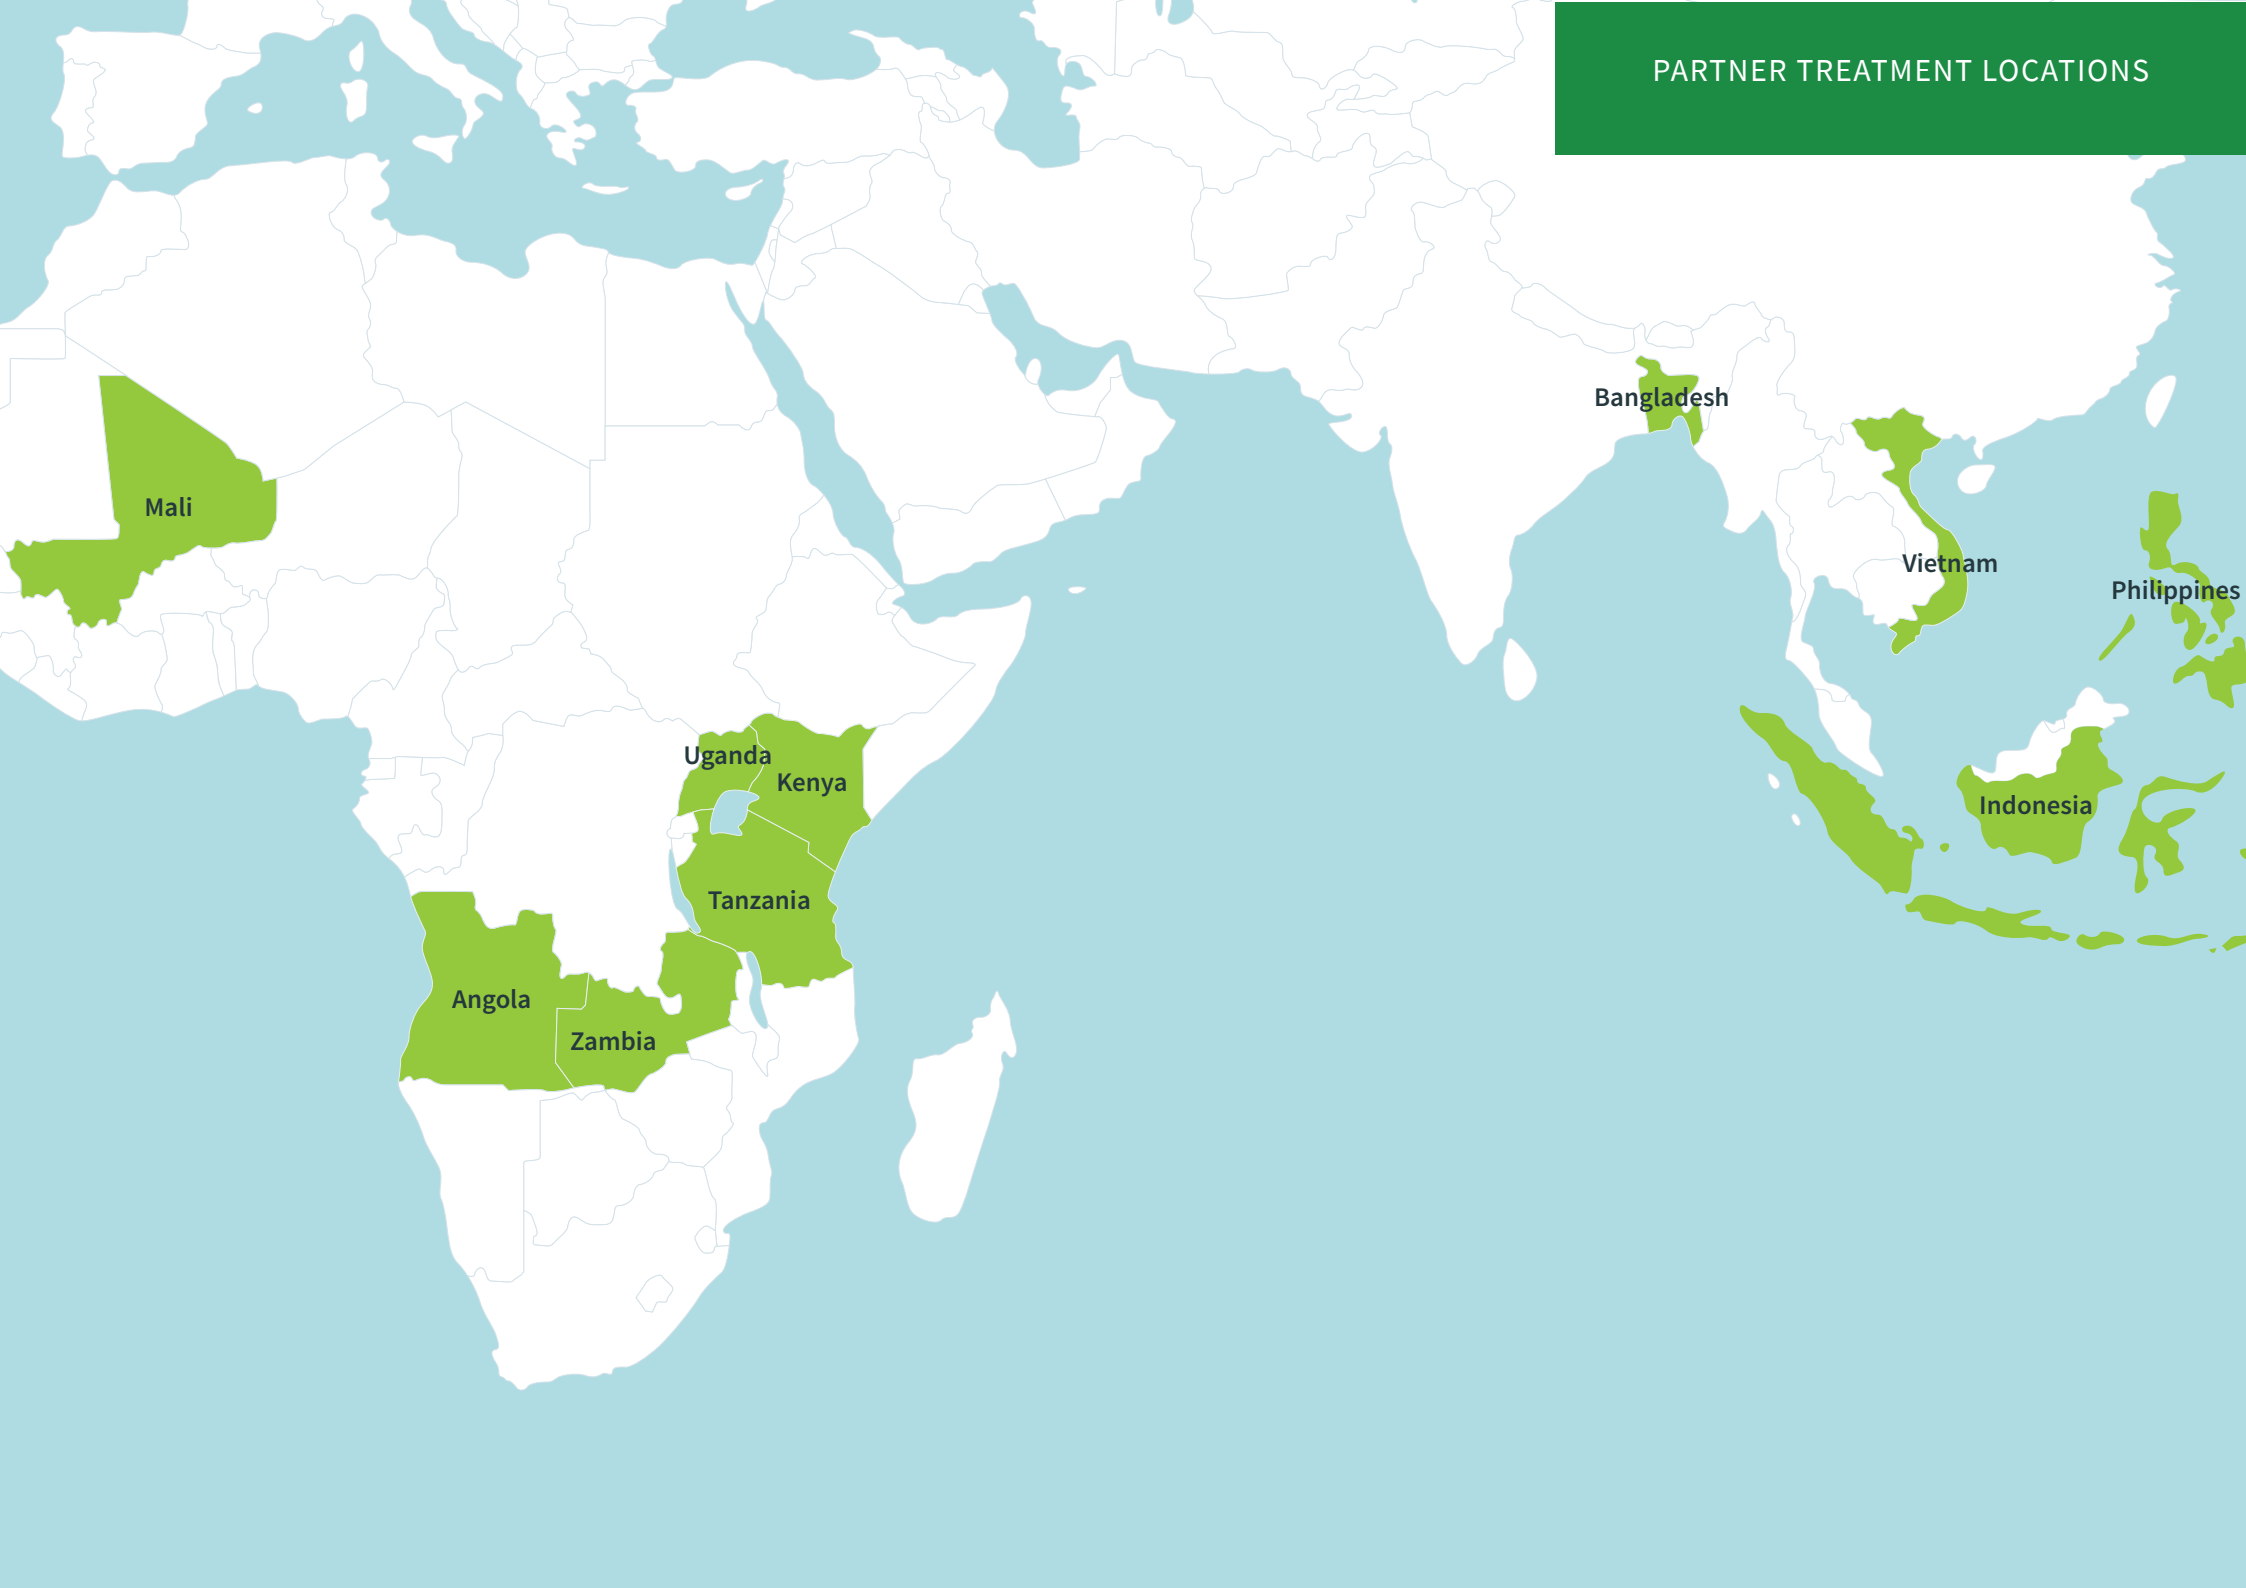 PARTNER TREATMENT LOCATIONS
Bangladesh
Mali
Vietnam
Philippines
Uganda
Kenya
Indonesia
Tanzania
Angola
Zambia